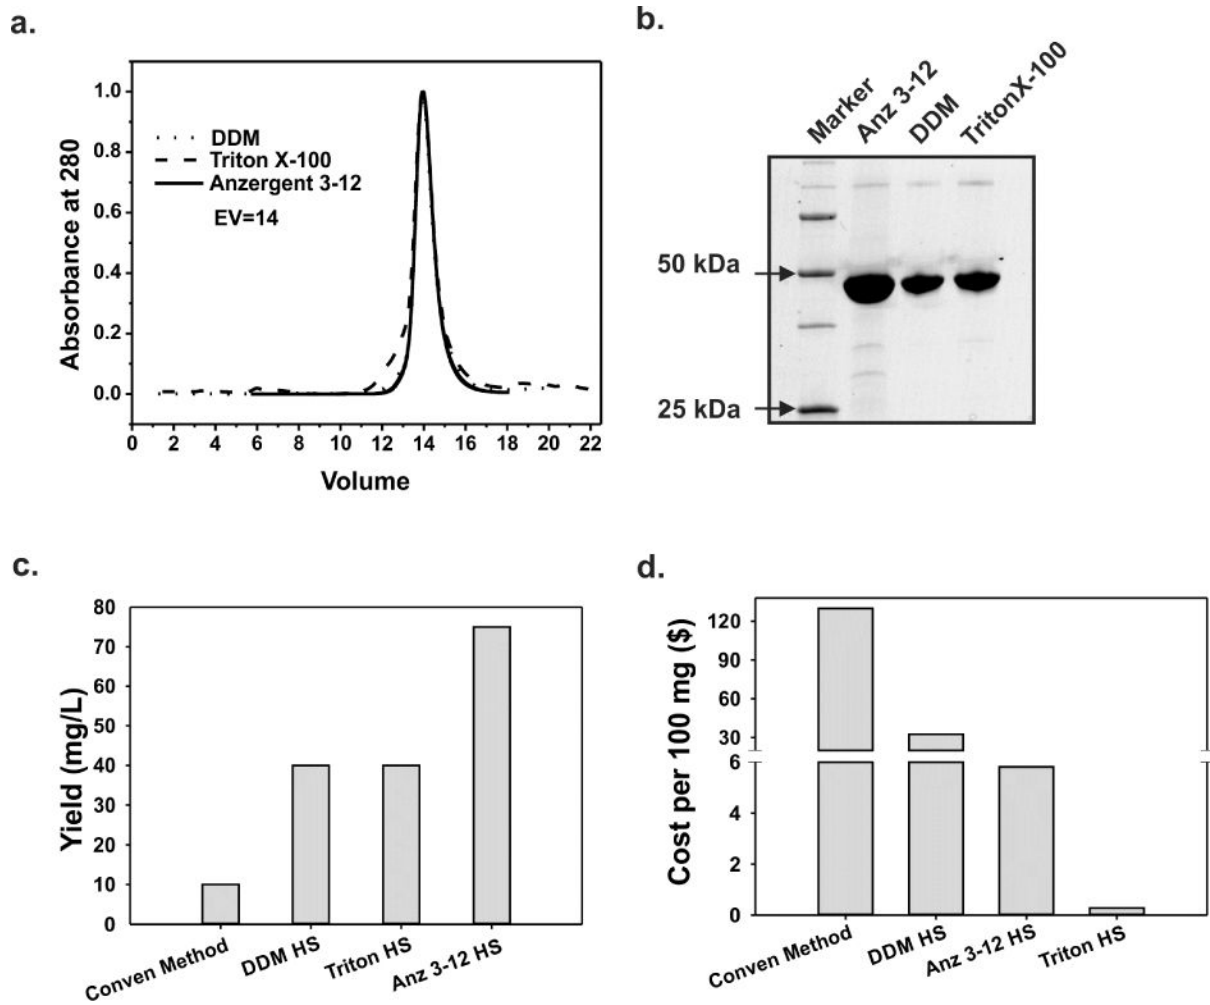 a.
Absorbance at 280
1.0
0.8
0.6
0.4
0.2
0.0
DDM
Triton X-100
Anzergent 3-12
EV=14
0 2 4 6 8 10 12 14 16 18 20 22
Volume
b.
Marker
Anz 3-12
DDM
TritonX-100
50 kDa
25 kDa
c.
Yield (mg/L)
80
70
60
50
40
30
20
10
0
Conven Method
DDM HS
Triton HS
Anz 3-12 HS
d.
Cost per 100 mg ($)
120
90
60
30
6
4
2
0
Conven Method
DDM HS
Anz 3-12 HS
Triton HS